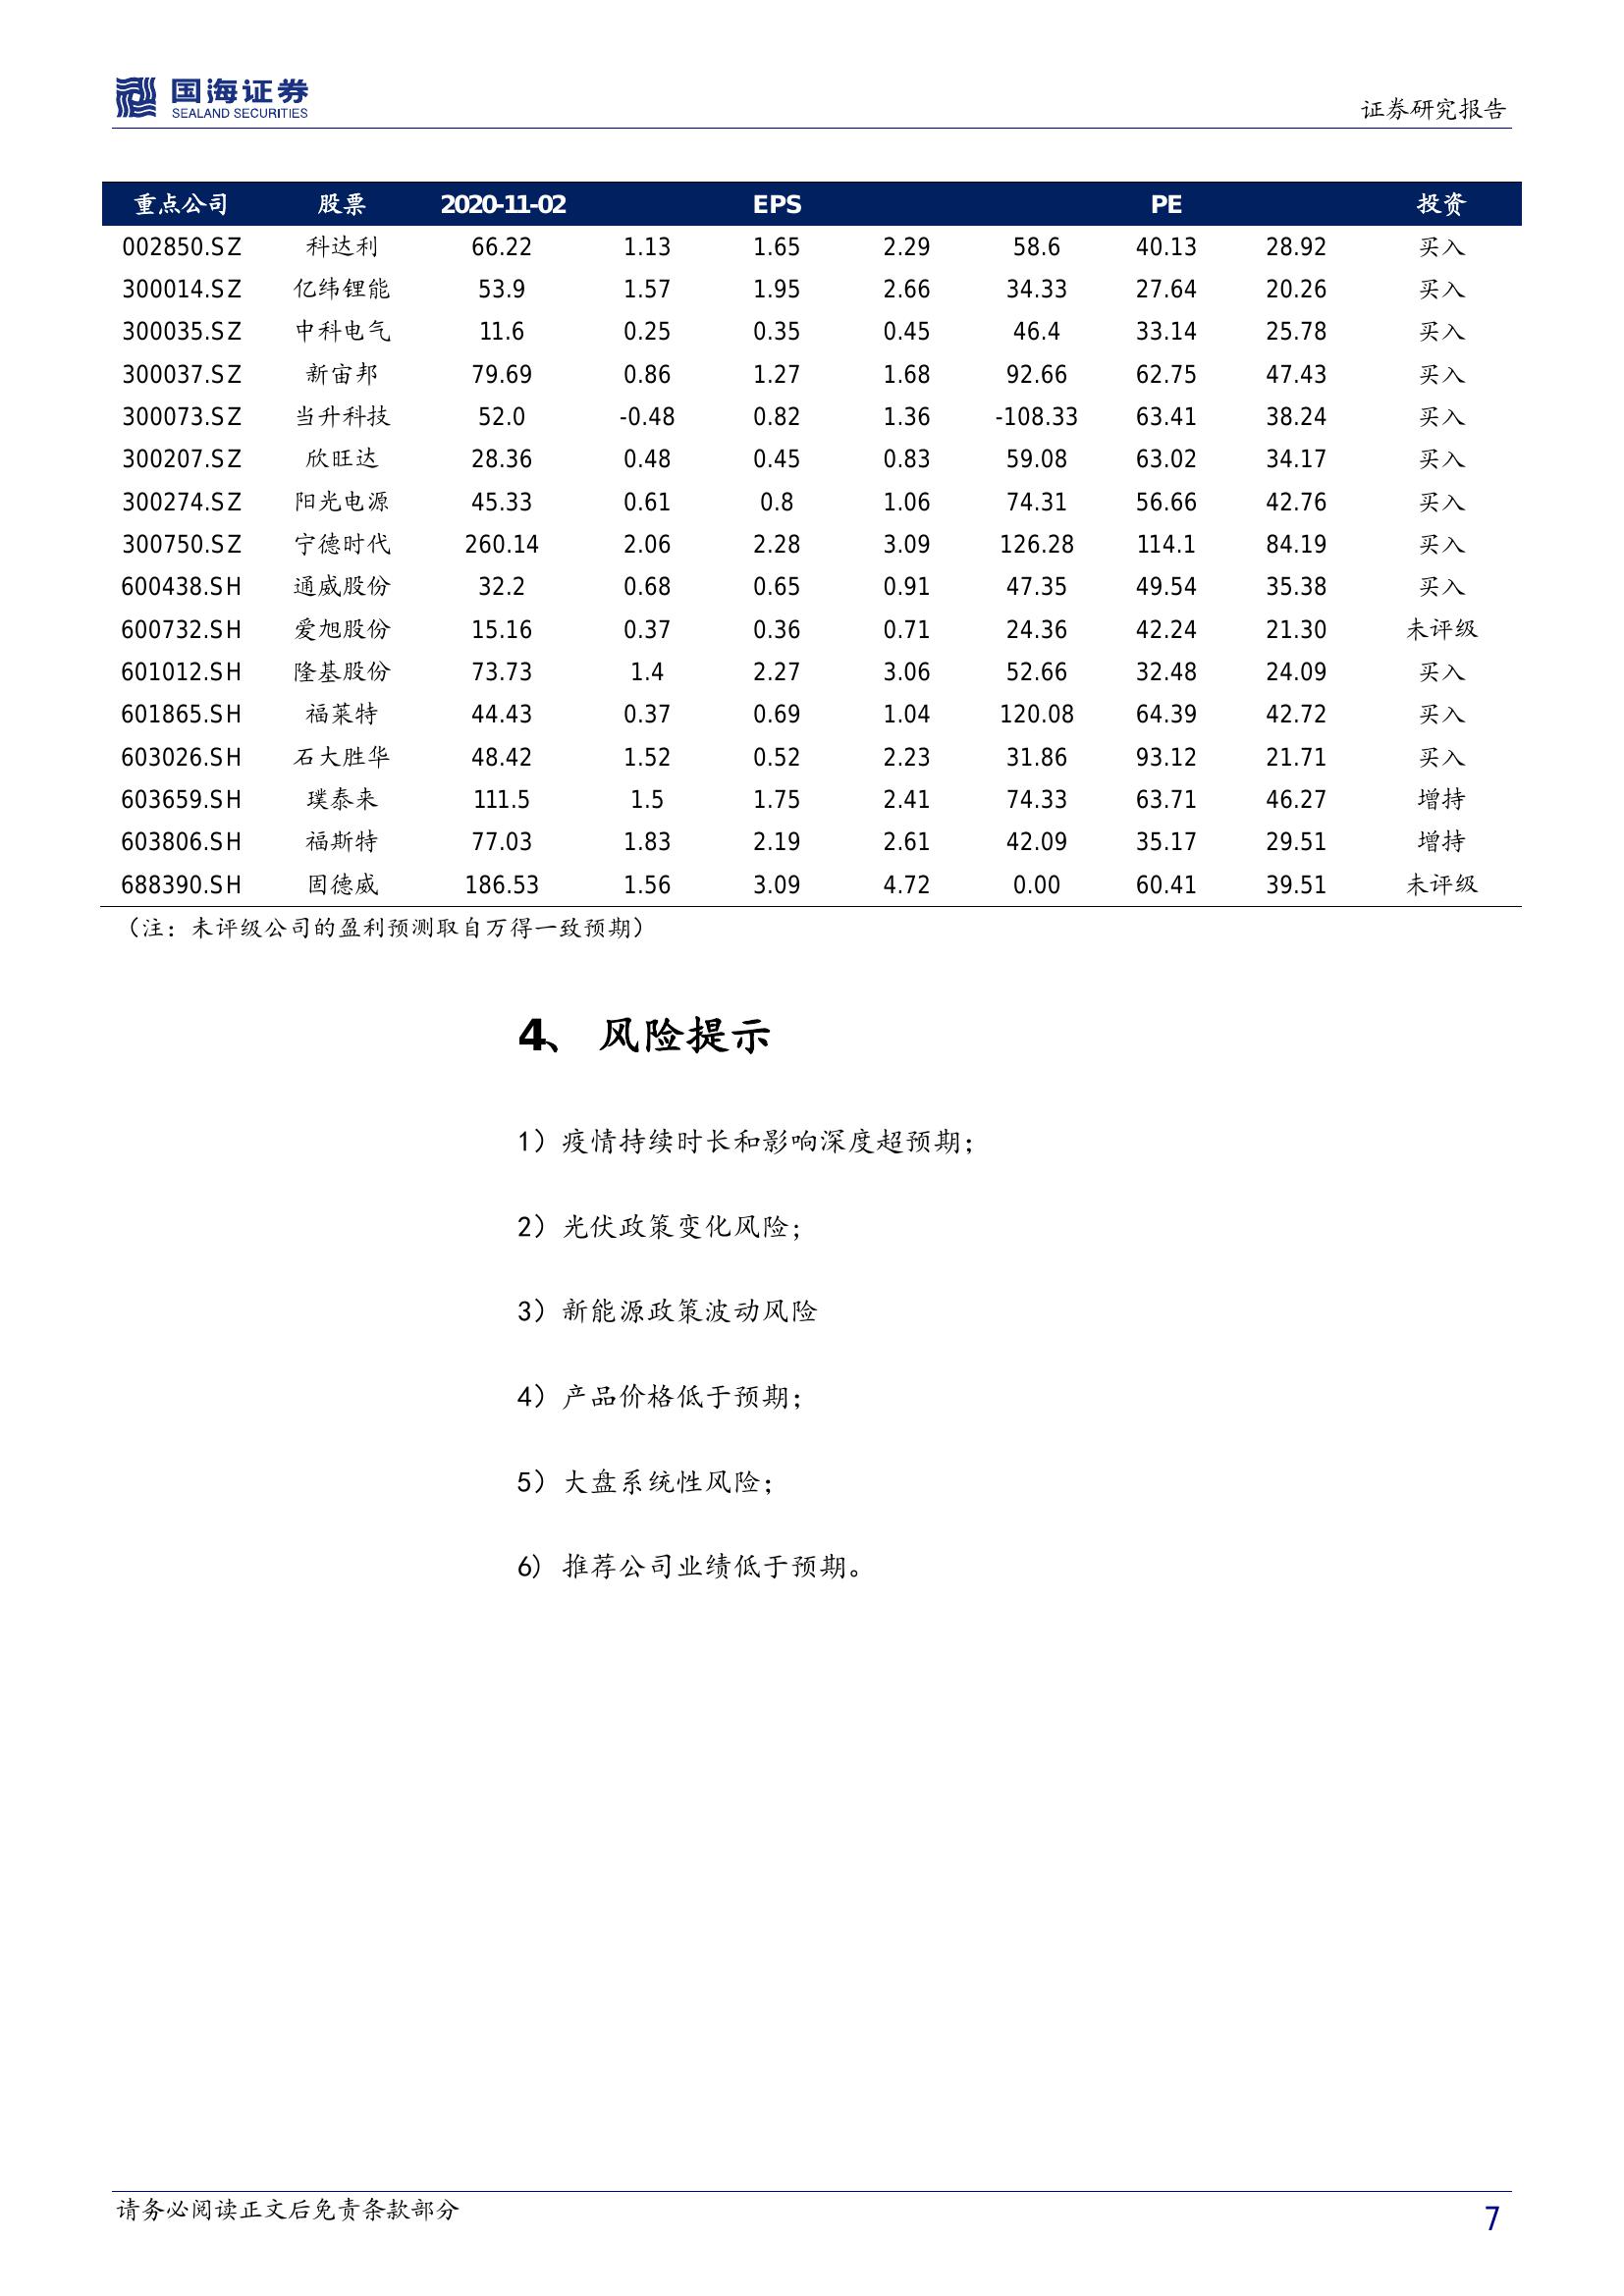 国海证券
SEALAND SECURITIES
证券研究报告
重点公司 股票 2020-11-02 EPS PE 投资
002850.SZ 科达利 66.22 1.13 1.65 2.29 58.6 40.13 28.92 买入
300014.SZ 亿纬锂能 53.9 1.57 1.95 2.66 34.33 27.64 20.26 买入
300035.SZ 中科电气 11.6 0.25 0.35 0.45 46.4 33.14 25.78 买入
300037.SZ 新宙邦 79.69 0.86 1.27 1.68 92.66 62.75 47.43 买入
300073.SZ 当升科技 52.0 -0.48 0.82 1.36 -108.33 63.41 38.24 买入
300207.SZ 欣旺达 28.36 0.48 0.45 0.83 59.08 63.02 34.17 买入
300274.SZ 阳光电源 45.33 0.61 0.8 1.06 74.31 56.66 42.76 买入
300750.SZ 宁德时代 260.14 2.06 2.28 3.09 126.28 114.1 84.19 买入
600438.SH 通威股份 32.2 0.68 0.65 0.91 47.35 49.54 35.38 买入
600732.SH 爱旭股份 15.16 0.37 0.36 0.71 24.36 42.24 21.30 未评级
601012.SH 隆基股份 73.73 1.4 2.27 3.06 52.66 32.48 24.09 买入
601865.SH 福莱特 44.43 0.37 0.69 1.04 120.08 64.39 42.72 买入
603026.SH 石大胜华 48.42 1.52 0.52 2.23 31.86 93.12 21.71 买入
603659.SH 璞泰来 111.5 1.5 1.75 2.41 74.33 63.71 46.27 增持
603806.SH 福斯特 77.03 1.83 2.19 2.61 42.09 35.17 29.51 增持
688390.SH 固德威 186.53 1.56 3.09 4.72 0.00 60.41 39.51 未评级
（注：未评级公司的盈利预测取自万得一致预期）
4、 风险提示
1）疫情持续时长和影响深度超预期；
2）光伏政策变化风险；
3）新能源政策波动风险
4）产品价格低于预期；
5）大盘系统性风险；
6）推荐公司业绩低于预期。
请务必阅读正文后免责条款部分
7